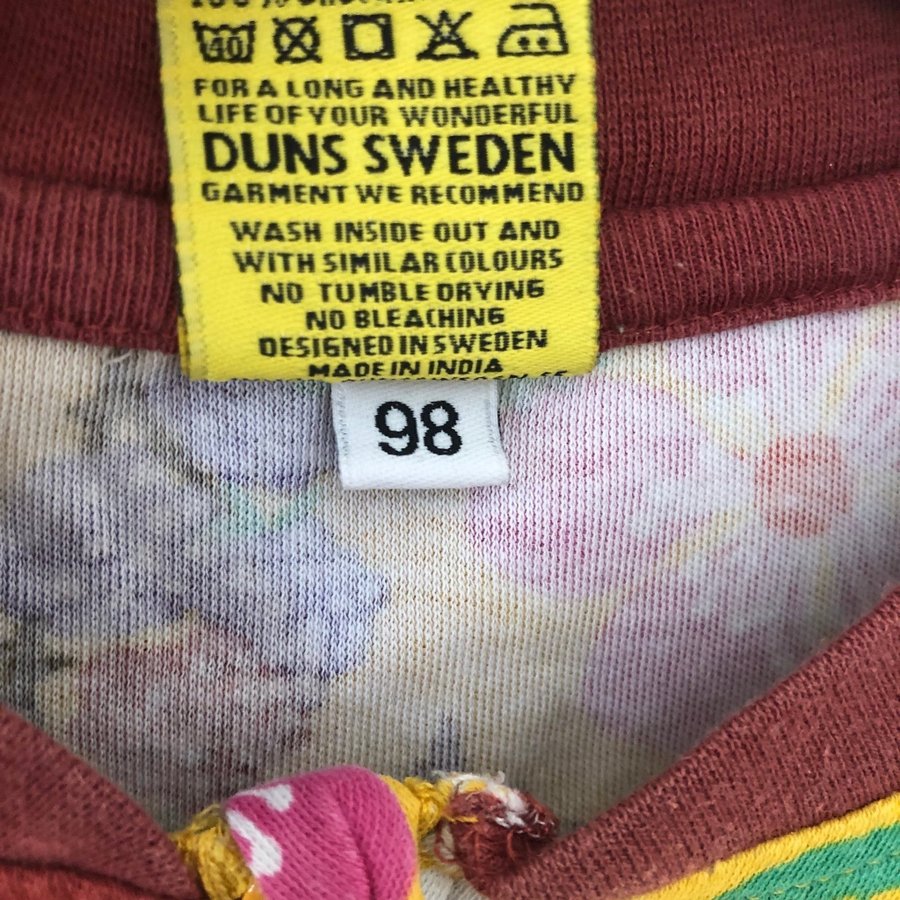 40
FOR A LONG AND HEALTHY
LIFE OF YOUR WONDERFUL
DUNS SWEDEN
GARMENT WE RECOMMEND
WASH INSIDE OUT AND
WITH SIMILAR COLOURS
NO TUMBLE DRYING
NO BLEACHING
DESIGNED IN SWEDEN
MADE IN INDIA
98